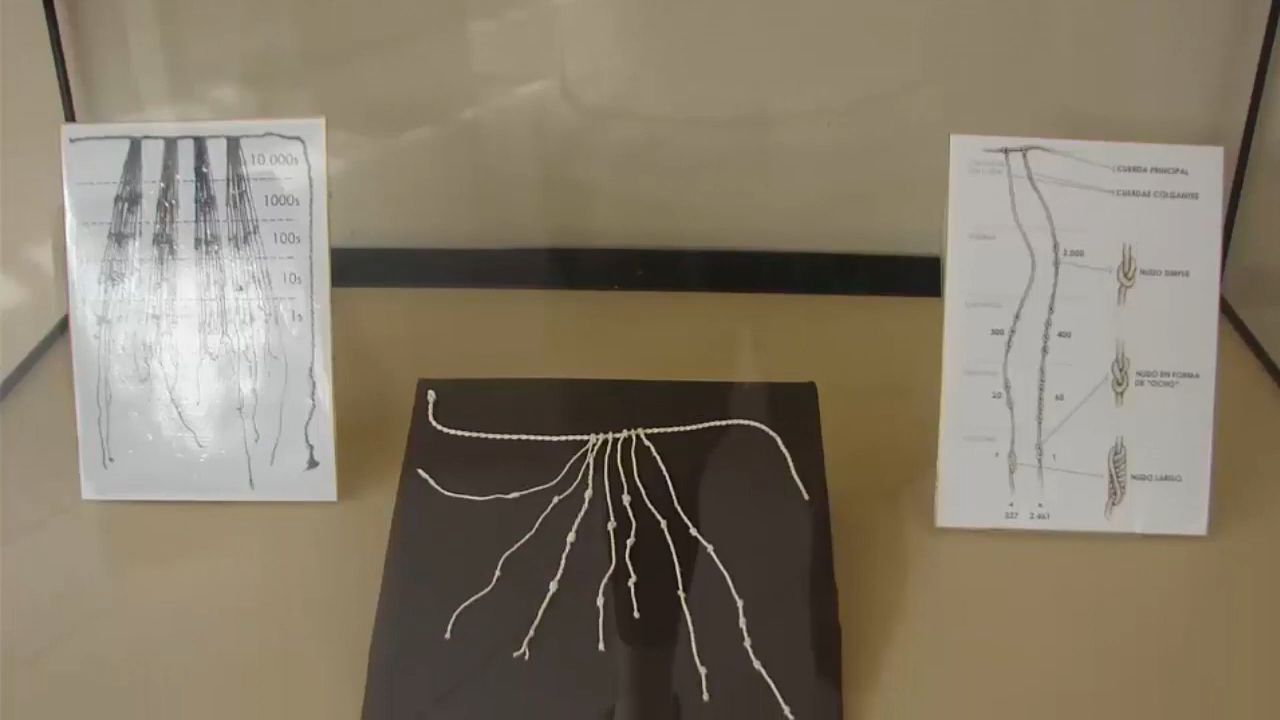 10 000s
1000s
100s
10s
1s
CUERDA PRINCIPAL
CUERDAS COLGANTES
2.000
NUDO SIMPLE
300
400
NUDO EN FORMA
DE "OCHO"
20
60
7
1
NUDO LARGO
327
2.461